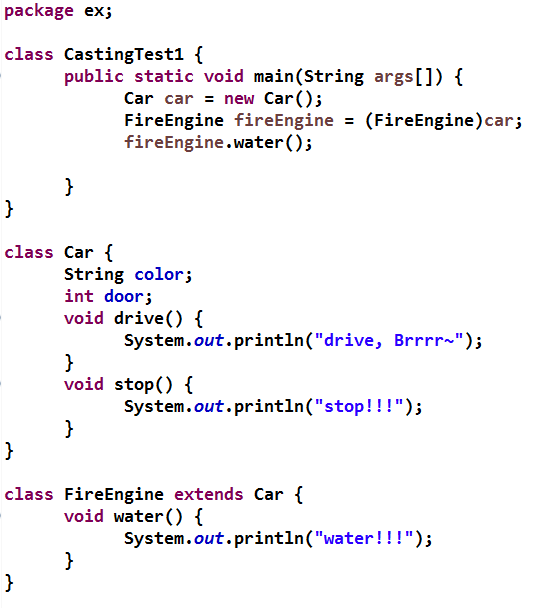 package ex;
class CastingTest1 {
public static void main(String args[]) {
Car car = new Car();
FireEngine fireEngine = (FireEngine)car;
fireEngine.water();
}
}
class Car {
String color;
int door;
void drive() {
System.out.println("drive, Brrrr~");
}
void stop() {
System.out.println("stop!!!");
}
}
class FireEngine extends Car {
void water() {
System.out.println("water!!!");
}
}